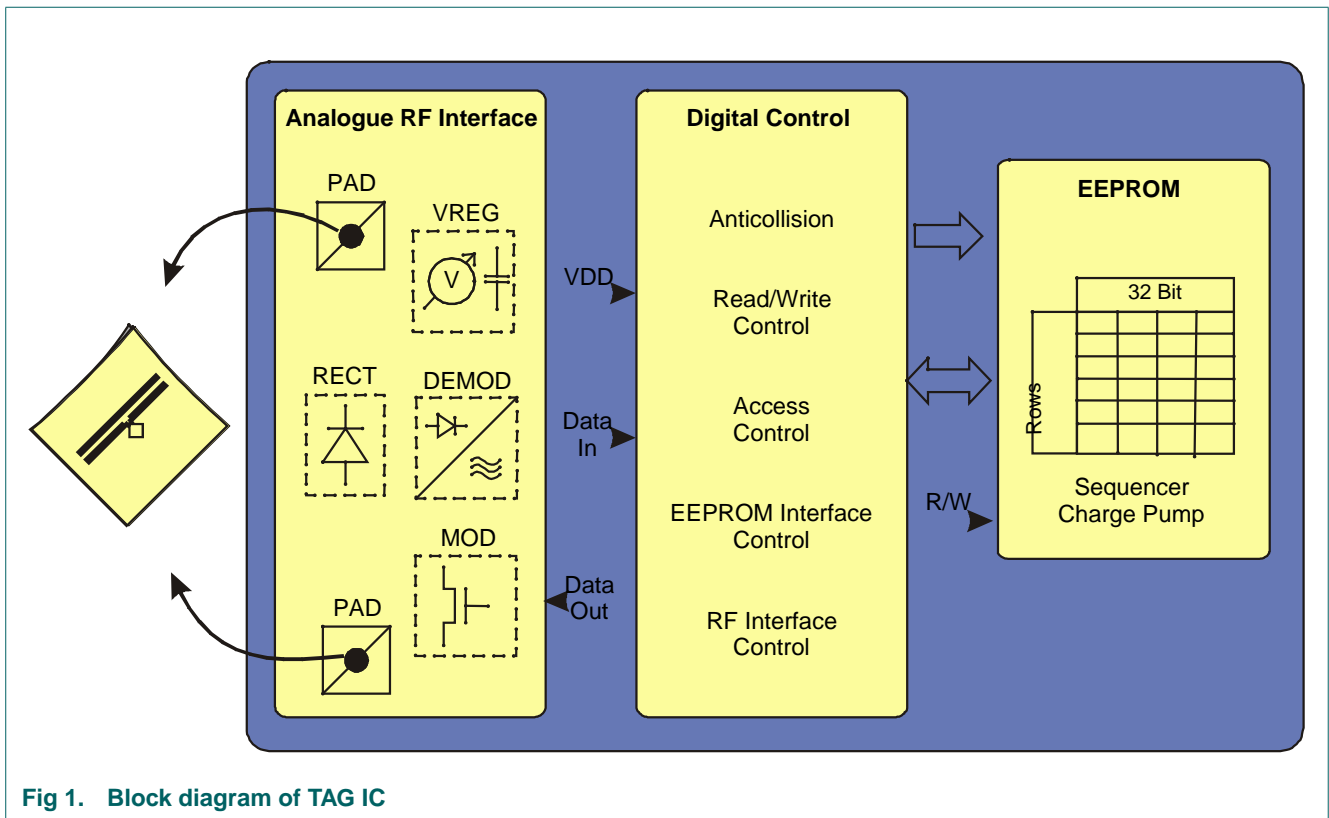 Analogue RF Interface
PAD
VREG
V
RECT
DEMOD
MOD
PAD
VDD
Data
In
Data
Out
Digital Control
Anticollision
Read/Write
Control
Access
Control
EEPROM Interface
Control
RF Interface
Control
R/W
EEPROM
32 Bit
Rows
Sequencer
Charge Pump
Fig 1. Block diagram of TAG IC